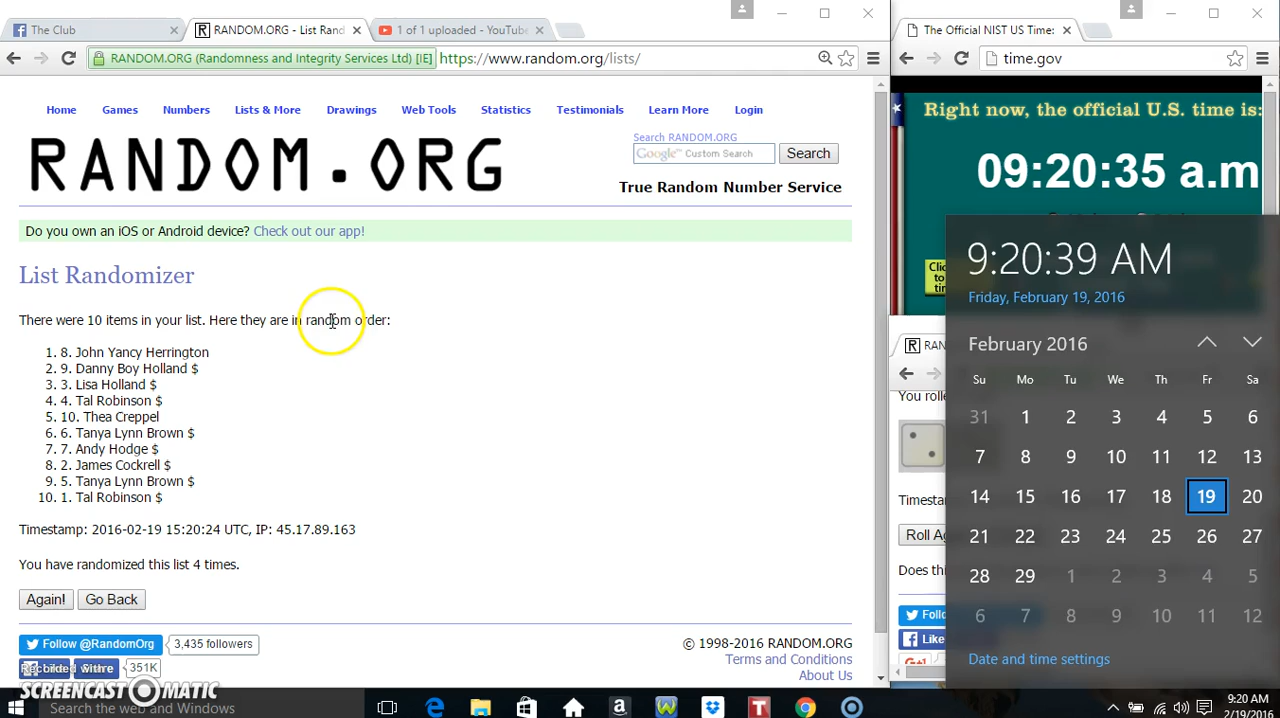 The Club
RANDOM.ORG - List Rand
1 of 1 uploaded - YouTube
RANDOM.ORG (Randomness and Integrity Services Ltd) [IE]
https://www.random.org/lists/
Home Games Numbers Lists & More Drawings Web Tools Statistics Testimonials Learn More Login
RANDOM.ORG
Search RANDOM.ORG
Google™ Custom Search
Search
True Random Number Service
Do you own an iOS or Android device? Check out our app!
List Randomizer
There were 10 items in your list. Here they are in random order:
1. 8. John Yancy Herrington
2. 9. Danny Boy Holland $
3. 3. Lisa Holland $
4. 4. Tal Robinson $
5. 10. Thea Creppel
6. 6. Tanya Lynn Brown $
7. 7. Andy Hodge $
8. 2. James Cockrell $
9. 5. Tanya Lynn Brown $
10. 1. Tal Robinson $
Timestamp: 2016-02-19 15:20:24 UTC, IP: 45.17.89.163
You have randomized this list 4 times.
Again! Go Back
Follow @RandomOrg
3,435 followers
351K
© 1998-2016 RANDOM.ORG
Terms and Conditions
About Us
SCREENCAST-O-MATIC
Search the web and Windows
The Official NIST US Time:
time.gov
Right now, the official U.S. time is:
09:20:35 a.m
Clic
to
tin
RAN
You rolle
Timestam
Roll Ag
Does this
Follo
Like
9:20:39 AM
Friday, February 19, 2016
February 2016
Su Mo Tu We Th Fr Sa
31 1 2 3 4 5 6
7 8 9 10 11 12 13
14 15 16 17 18 19 20
21 22 23 24 25 26 27
28 29 1 2 3 4 5
6 7 8 9 10 11 12
Date and time settings
9:20 AM
2/19/2016